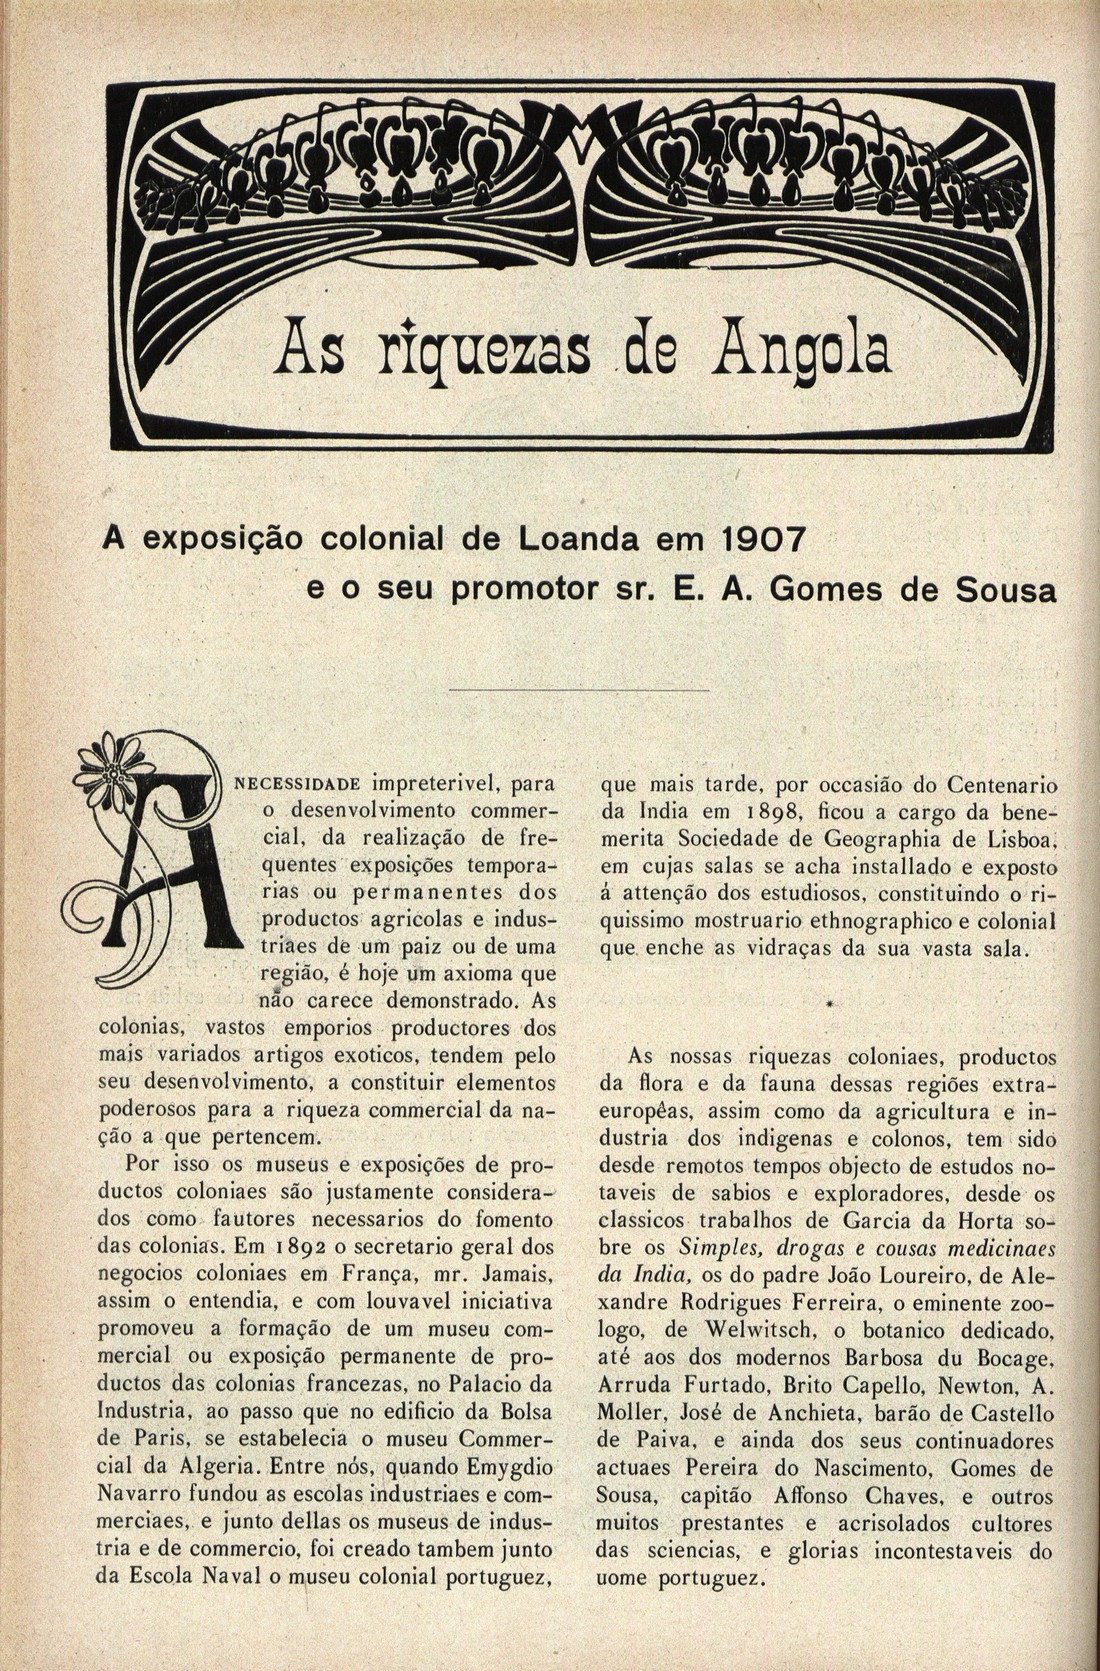 As riquezas de Angola
A exposição colonial de Loanda em 1907
e o seu promotor sr. E. A. Gomes de Sousa
A NECESSIDADE impreterivel, para
o desenvolvimento commer-
cial, da realização de fre-
quentes exposições tempora-
rias ou permanentes dos
productos agricolas e indus-
triaes de um paiz ou de uma
região, é hoje um axioma que
não carece demonstrado. As
colonias, vastos emporios productores dos
mais variados artigos exoticos, tendem pelo
seu desenvolvimento, a constituir elementos
poderosos para a riqueza commercial da na-
ção a que pertencem.
Por isso os museus e exposições de pro-
ductos coloniaes são justamente considera-
dos como fautores necessarios do fomento
das colonias. Em 1892 o secretario geral dos
negocios coloniaes em França, mr. Jamais,
assim o entendia, e com louvavel iniciativa
promoveu a formação de um museu com-
mercial ou exposição permanente de pro-
ductos das colonias francezas, no Palacio da
Industria, ao passo que no edificio da Bolsa
de Paris, se estabelecia o museu Commer-
cial da Algeria. Entre nós, quando Emygdio
Navarro fundou as escolas industriaes e com-
merciaes, e junto dellas os museus de indus-
tria e de commercio, foi creado tambem junto
da Escola Naval o museu colonial portuguez,
que mais tarde, por occasião do Centenario
da India em 1898, ficou a cargo da bene-
merita Sociedade de Geographia de Lisboa,
em cujas salas se acha installado e exposto
á attenção dos estudiosos, constituindo o ri-
quissimo mostruario ethnographico e colonial
que enche as vidraças da sua vasta sala.
*
As nossas riquezas coloniaes, productos
da flora e da fauna dessas regiões extra-
européas, assim como da agricultura e in-
dustria dos indigenas e colonos, tem sido
desde remotos tempos objecto de estudos no-
taveis de sabios e exploradores, desde os
classicos trabalhos de Garcia da Horta so-
bre os Simples, drogas e cousas medicinaes
da India, os do padre João Loureiro, de Ale-
xandre Rodrigues Ferreira, o eminente zoo-
logo, de Welwitsch, o botanico dedicado,
até aos dos modernos Barbosa du Bocage,
Arruda Furtado, Brito Capello, Newton, A.
Moller, José de Anchieta, barão de Castello
de Paiva, e ainda dos seus continuadores
actuaes Pereira do Nascimento, Gomes de
Sousa, capitão Affonso Chaves, e outros
muitos prestantes e acrisolados cultores
das sciencias, e glorias incontestaveis do
uome portuguez.